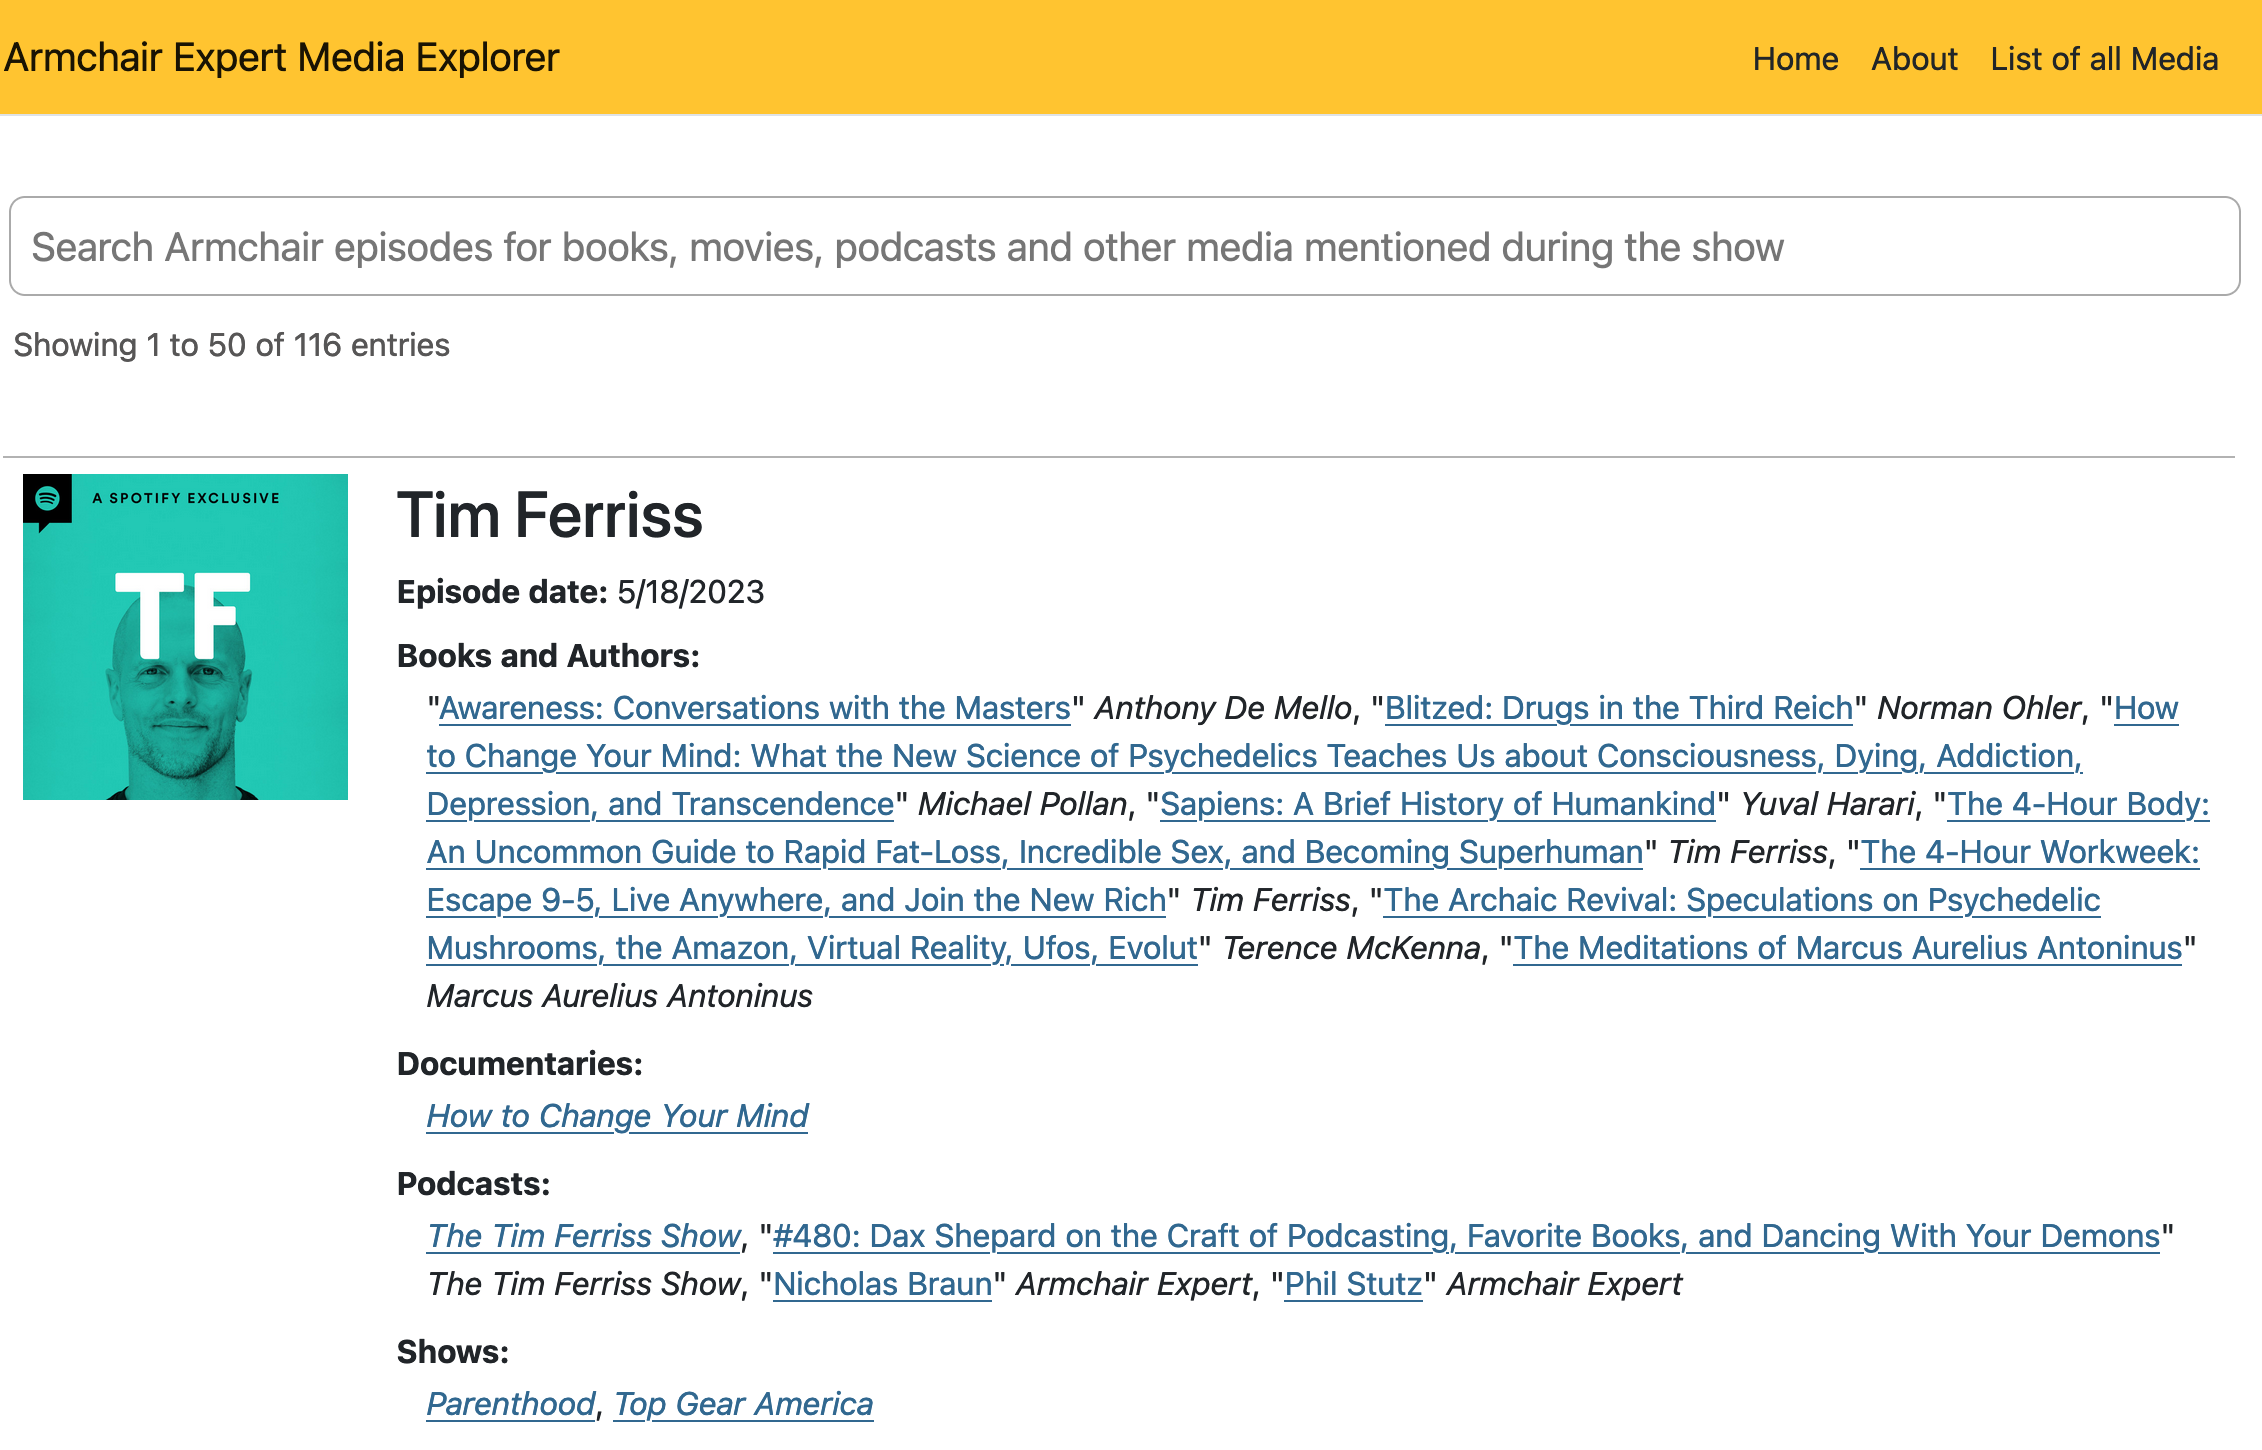 Armchair Expert Media Explorer
Home About List of all Media
Search Armchair episodes for books, movies, podcasts and other media mentioned during the show
Showing 1 to 50 of 116 entries
A SPOTIFY EXCLUSIVE
TF
Tim Ferriss
Episode date: 5/18/2023
Books and Authors:
"Awareness: Conversations with the Masters" Anthony De Mello, "Blitzed: Drugs in the Third Reich" Norman Ohler, "How
to Change Your Mind: What the New Science of Psychedelics Teaches Us about Consciousness, Dying, Addiction,
Depression, and Transcendence" Michael Pollan, "Sapiens: A Brief History of Humankind" Yuval Harari, "The 4-Hour Body:
An Uncommon Guide to Rapid Fat-Loss, Incredible Sex, and Becoming Superhuman" Tim Ferriss, "The 4-Hour Workweek:
Escape 9-5, Live Anywhere, and Join the New Rich" Tim Ferriss, "The Archaic Revival: Speculations on Psychedelic
Mushrooms, the Amazon, Virtual Reality, Ufos, Evolut" Terence McKenna, "The Meditations of Marcus Aurelius Antoninus"
Marcus Aurelius Antoninus
Documentaries:
How to Change Your Mind
Podcasts:
The Tim Ferriss Show, "#480: Dax Shepard on the Craft of Podcasting, Favorite Books, and Dancing With Your Demons"
The Tim Ferriss Show, "Nicholas Braun" Armchair Expert, "Phil Stutz" Armchair Expert
Shows:
Parenthood, Top Gear America